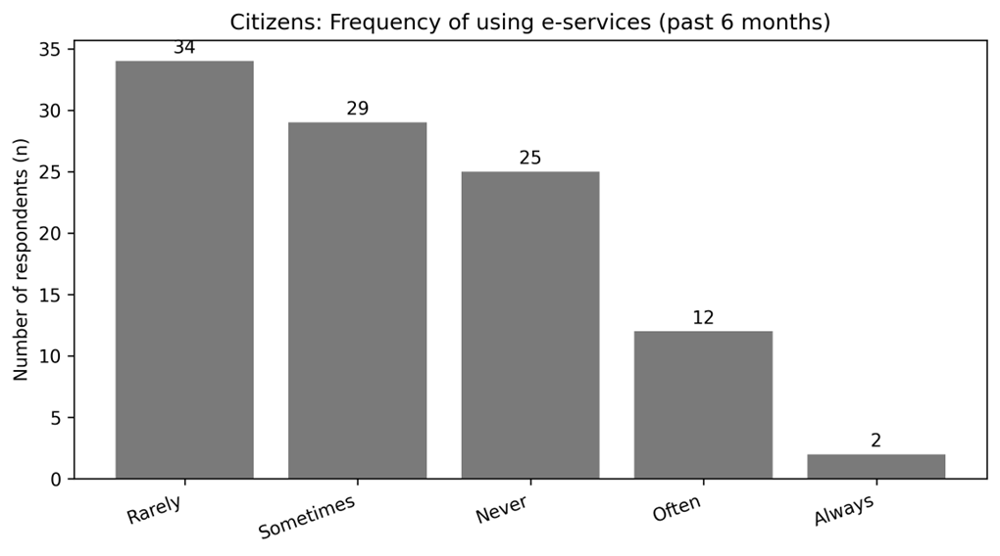 Citizens: Frequency of using e-services (past 6 months)
Number of respondents (n)
35
30
25
20
15
10
5
0
34
29
25
12
2
Rarely
Sometimes
Never
Often
Always